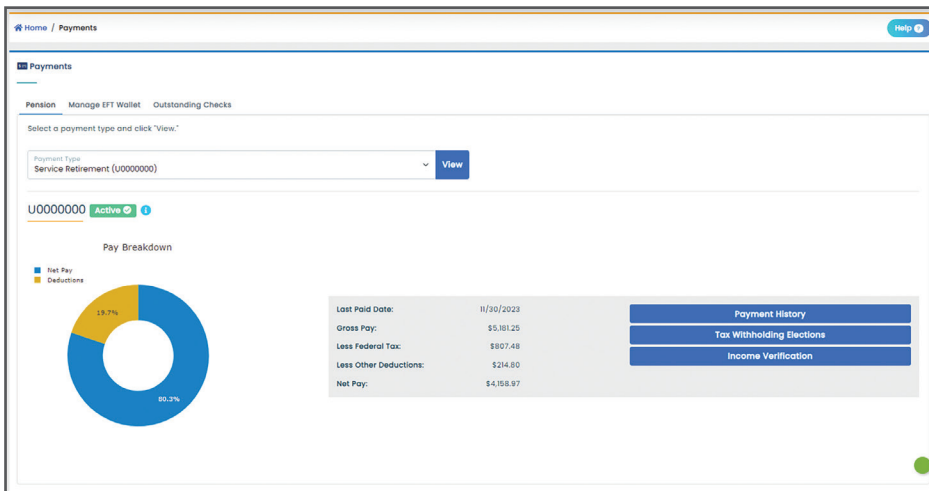 Home / Payments
Help ?
Payments
Pension Manage EFT Wallet Outstanding Checks
Select a payment type and click "View."
Payment Type
Service Retirement (U0000000)
View
U0000000 Active
Pay Breakdown
Net Pay
Deductions
19.7%
80.3%
Last Paid Date: 11/30/2023
Gross Pay: $5,181.25
Less Federal Tax: $807.48
Less Other Deductions: $214.80
Net Pay: $4,158.97
Payment History
Tax Withholding Elections
Income Verification